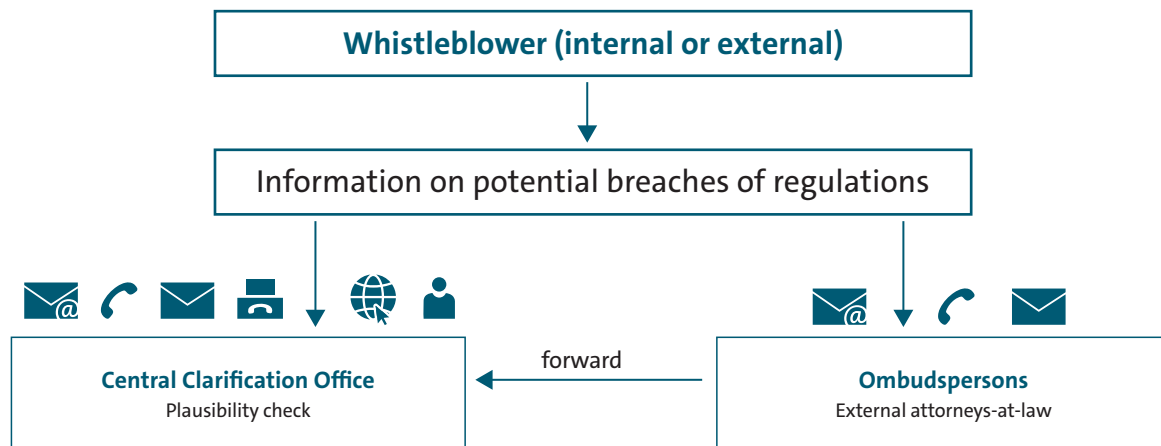 Whistleblower (internal or external)
Information on potential breaches of regulations
@
@
forward
Central Clarification Office
Plausibility check
Ombudspersons
External attorneys-at-law